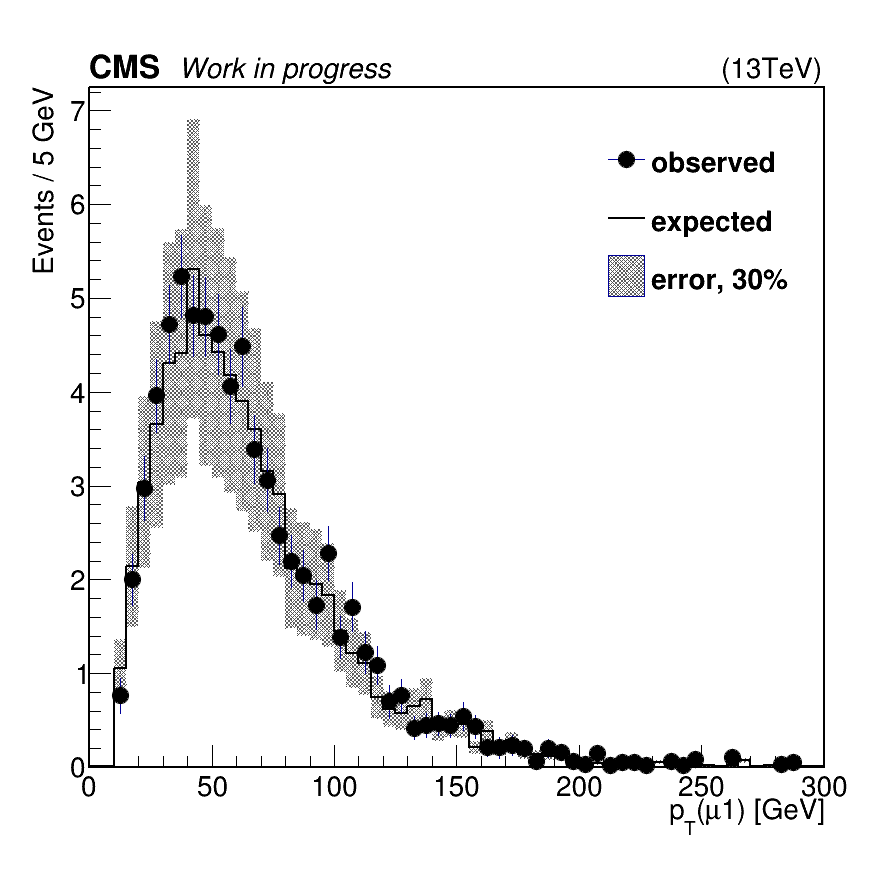 CMS Work in progress (13TeV)
Events / 5 GeV
7
6
5
4
3
2
1
0
observed
expected
error, 30%
0 50 100 150 200 250 300
p_T(μ1) [GeV]